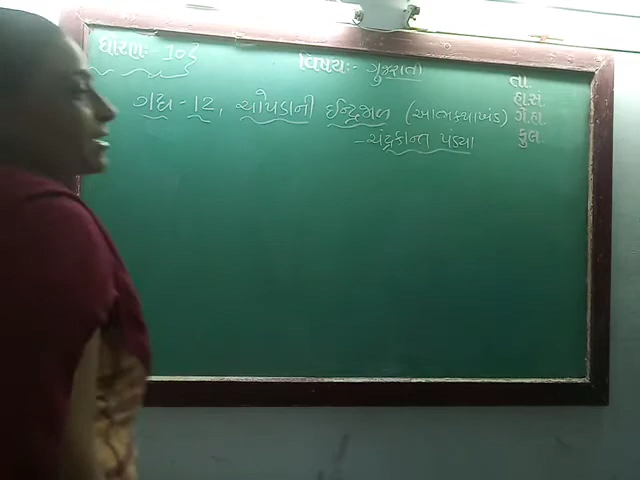 ધોરણ:- 10
વિષય:- ગુજરાતી
તા.
હા.સં.
ગે.હા.
કુલ.
ગદ્ય - 12, ચોપડાની ઈન્દ્રજાળ (આત્મકથાખંડ)
- ચંદ્રકાન્ત પંડ્યા